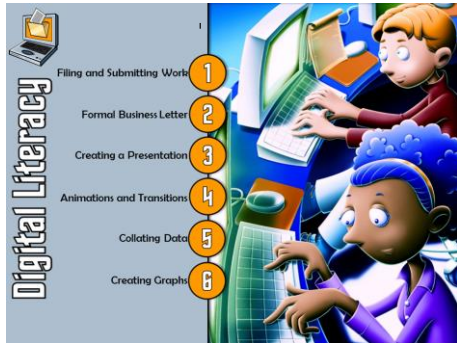 Digital Literacy
Filing and Submitting Work 1
Formal Business Letter 2
Creating a Presentation 3
Animations and Transitions 4
Collating Data 5
Creating Graphs 6